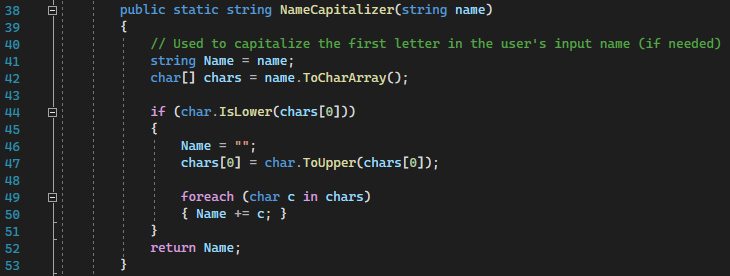 38 public static string NameCapitalizer(string name)
39 {
40 // Used to capitalize the first letter in the user's input name (if needed)
41 string Name = name;
42 char[] chars = name.ToCharArray();
43
44 if (char.IsLower(chars[0]))
45 {
46 Name = "";
47 chars[0] = char.ToUpper(chars[0]);
48
49 foreach (char c in chars)
50 { Name += c; }
51 }
52 return Name;
53 }